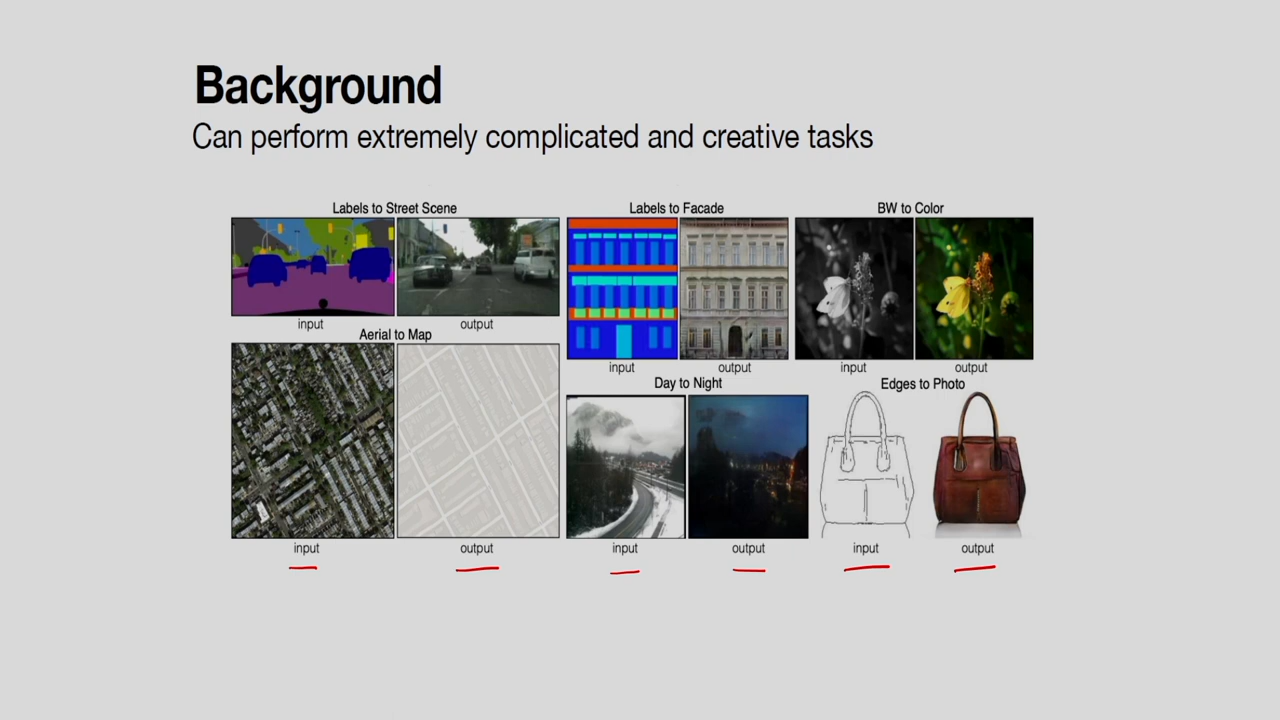 Background
Can perform extremely complicated and creative tasks
Labels to Street Scene
input
output
Aerial to Map
input
output
Labels to Facade
input
output
BW to Color
input
output
Day to Night
input
output
Edges to Photo
input
output